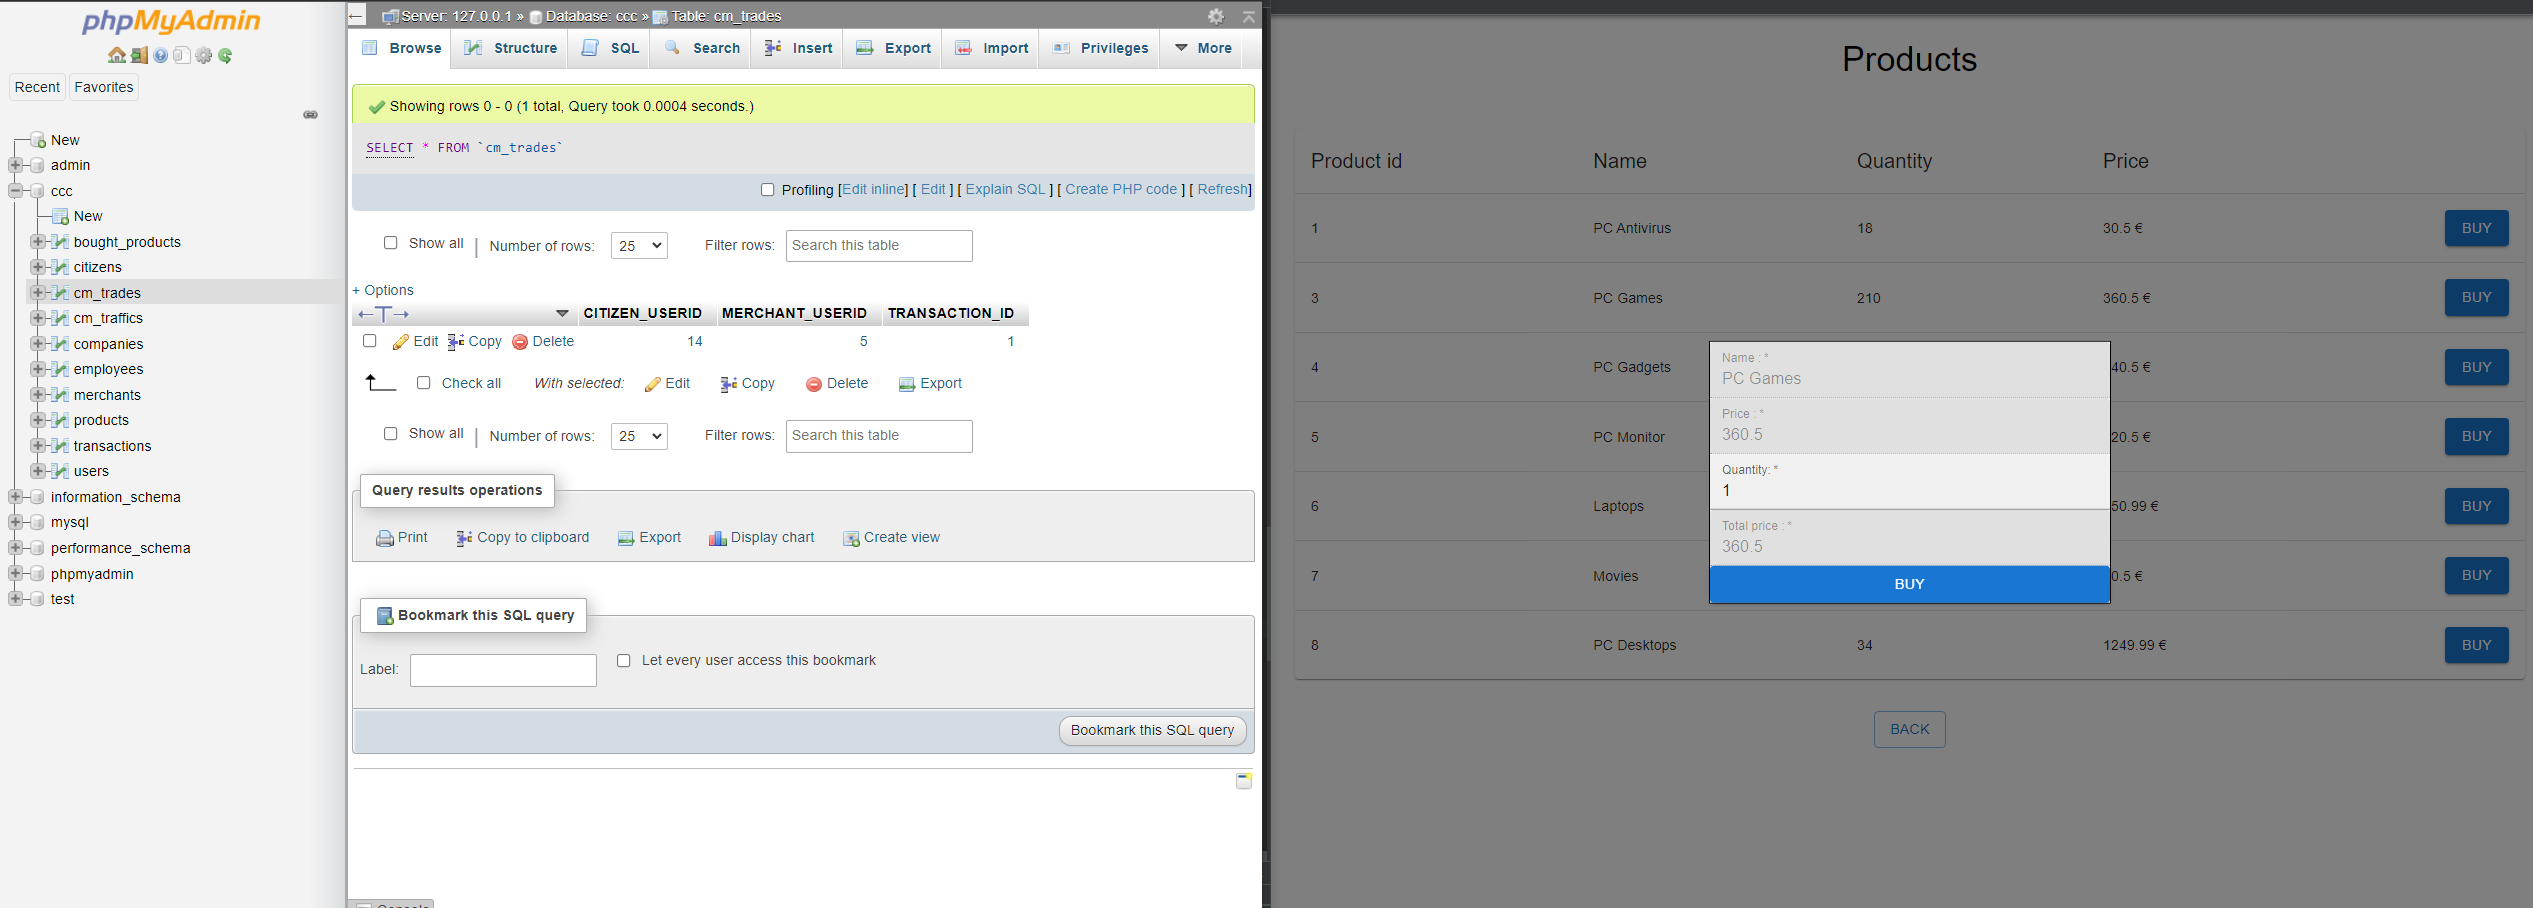 phpMyAdmin
Recent
Favorites
New
admin
ccc
New
bought_products
citizens
cm_trades
cm_traffics
companies
employees
merchants
products
transactions
users
information_schema
mysql
performance_schema
phpmyadmin
test
Server: 127.0.0.1 » Database: ccc » Table: cm_trades
Browse Structure SQL Search Insert Export Import Privileges More
Showing rows 0 - 0 (1 total, Query took 0.0004 seconds.)
SELECT * FROM `cm_trades`
Profiling [Edit inline] [ Edit ] [ Explain SQL ] [ Create PHP code ] [ Refresh]
Show all | Number of rows: 25 Filter rows: Search this table
+ Options
←T→ CITIZEN_USERID MERCHANT_USERID TRANSACTION_ID
Edit Copy Delete 14 5 1
Check all With selected: Edit Copy Delete Export
Show all | Number of rows: 25 Filter rows: Search this table
Query results operations
Print Copy to clipboard Export Display chart Create view
Bookmark this SQL query
Label: Let every user access this bookmark
Bookmark this SQL query
Products
Product id Name Quantity Price
1 PC Antivirus 18 30.5 € BUY
3 PC Games 210 360.5 € BUY
4 PC Gadgets 40.5 € BUY
5 PC Monitor 20.5 € BUY
6 Laptops 50.99 € BUY
7 Movies 0.5 € BUY
8 PC Desktops 34 1249.99 € BUY
Name : *
PC Games
Price : *
360.5
Quantity: *
1
Total price : *
360.5
BUY
BACK